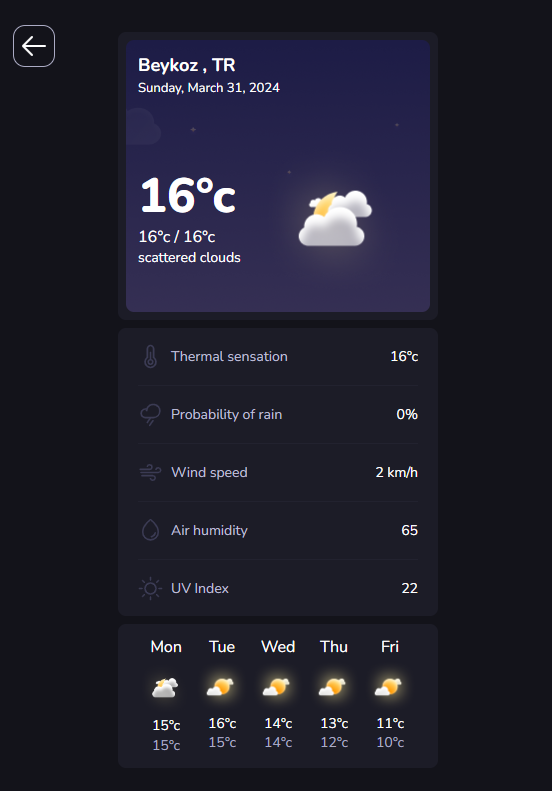 Beykoz , TR
Sunday, March 31, 2024
16°c
16°c / 16°c
scattered clouds
Thermal sensation 16°c
Probability of rain 0%
Wind speed 2 km/h
Air humidity 65
UV Index 22
Mon Tue Wed Thu Fri
15°c 16°c 14°c 13°c 11°c
15°c 15°c 14°c 12°c 10°c